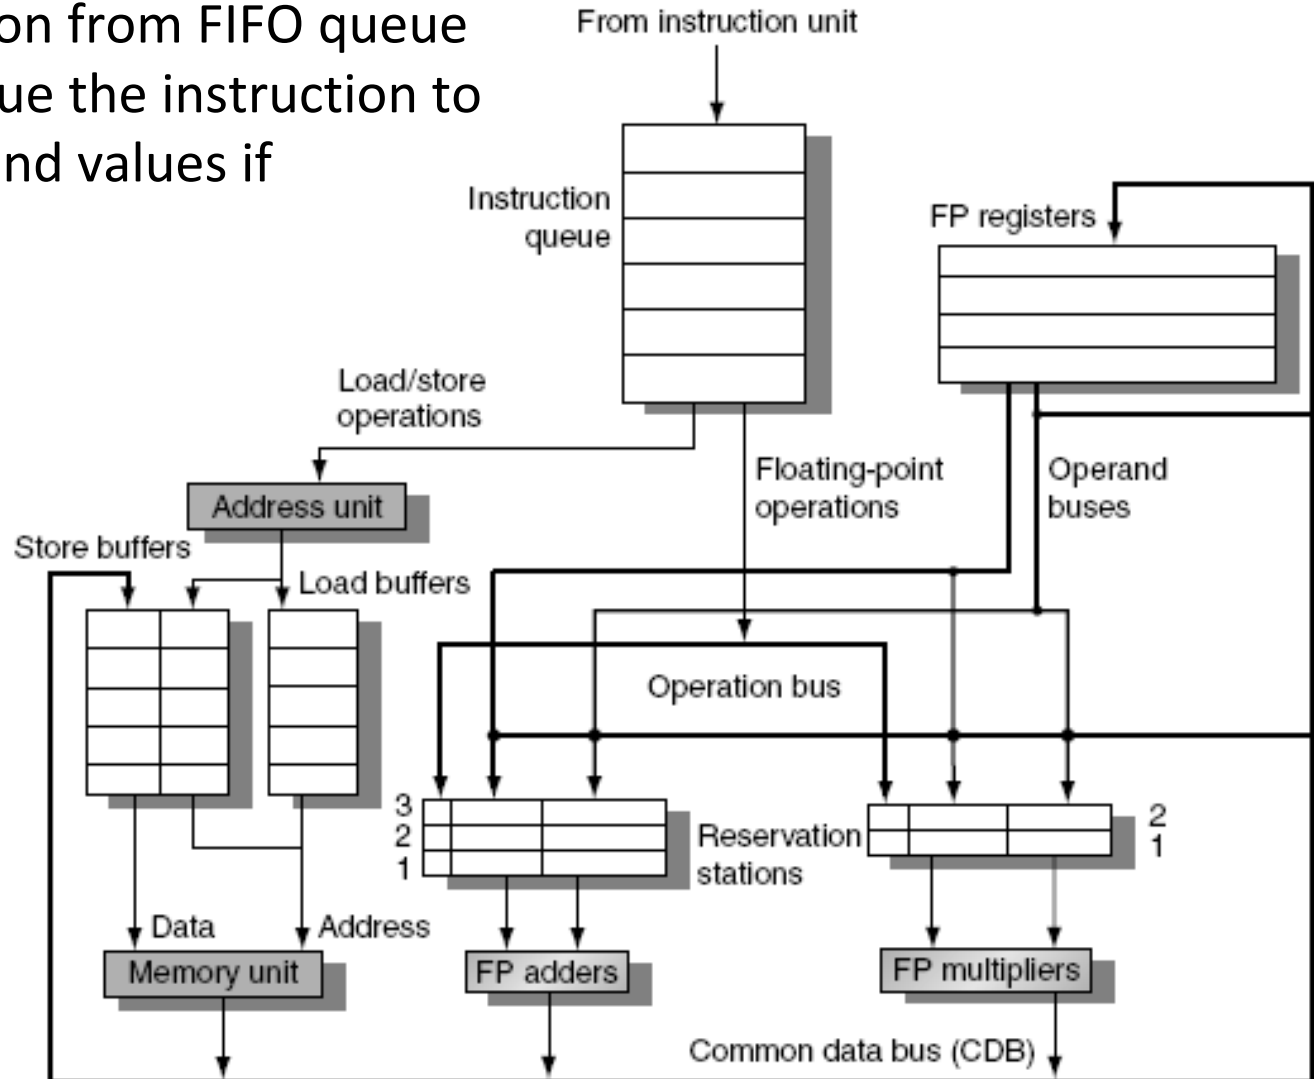 on from FIFO queue
ue the instruction to
nd values if
From instruction unit
Instruction
queue
FP registers
Load/store
operations
Floating-point
operations
Operand
buses
Address unit
Store buffers
Load buffers
Operation bus
3
2
1
Reservation
stations
2
1
Data
Address
Memory unit
FP adders
FP multipliers
Common data bus (CDB)